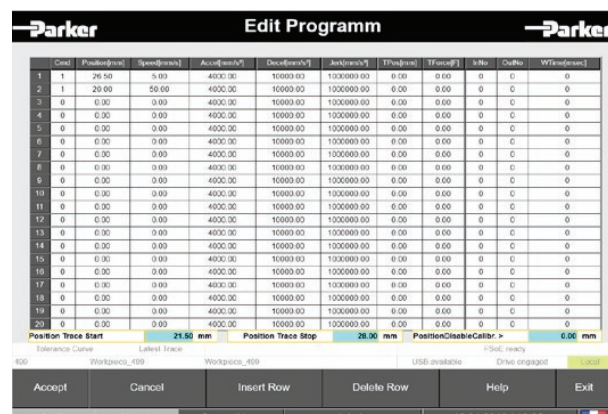 Parker Edit Programm Parker
Cmd Position[mm] Speed[mm/s] Accel[mm/s²] Decel[mm/s²] Jerk[mm/s³] TPos[mm] TForce[F] InNo OutNo WTime[msec]
1 1 26.50 5.00 4000.00 10000.00 1000000.00 0.00 0.00 0 0 0
2 1 20.00 50.00 4000.00 10000.00 1000000.00 0.00 0.00 0 0 0
3 0 0.00 0.00 4000.00 10000.00 1000000.00 0.00 0.00 0 0 0
4 0 0.00 0.00 4000.00 10000.00 1000000.00 0.00 0.00 0 0 0
5 0 0.00 0.00 4000.00 10000.00 1000000.00 0.00 0.00 0 0 0
6 0 0.00 0.00 4000.00 10000.00 1000000.00 0.00 0.00 0 0 0
7 0 0.00 0.00 4000.00 10000.00 1000000.00 0.00 0.00 0 0 0
8 0 0.00 0.00 4000.00 10000.00 1000000.00 0.00 0.00 0 0 0
9 0 0.00 0.00 4000.00 10000.00 1000000.00 0.00 0.00 0 0 0
10 0 0.00 0.00 4000.00 10000.00 1000000.00 0.00 0.00 0 0 0
11 0 0.00 0.00 4000.00 10000.00 1000000.00 0.00 0.00 0 0 0
12 0 0.00 0.00 4000.00 10000.00 1000000.00 0.00 0.00 0 0 0
13 0 0.00 0.00 4000.00 10000.00 1000000.00 0.00 0.00 0 0 0
14 0 0.00 0.00 4000.00 10000.00 1000000.00 0.00 0.00 0 0 0
15 0 0.00 0.00 4000.00 10000.00 1000000.00 0.00 0.00 0 0 0
16 0 0.00 0.00 4000.00 10000.00 1000000.00 0.00 0.00 0 0 0
17 0 0.00 0.00 4000.00 10000.00 1000000.00 0.00 0.00 0 0 0
18 0 0.00 0.00 4000.00 10000.00 1000000.00 0.00 0.00 0 0 0
19 0 0.00 0.00 4000.00 10000.00 1000000.00 0.00 0.00 0 0 0
20 0 0.00 0.00 4000.00 10000.00 1000000.00 0.00 0.00 0 0 0
Position Trace Start 21.50 mm Position Trace Stop 28.00 mm PositionDisableCalibr. > 0.00 mm
Tolerance Curve Latest Trace PSoE ready
Workpiece_499 Workpiece_499 USB available Drive engaged Local
Accept Cancel Insert Row Delete Row Help Exit